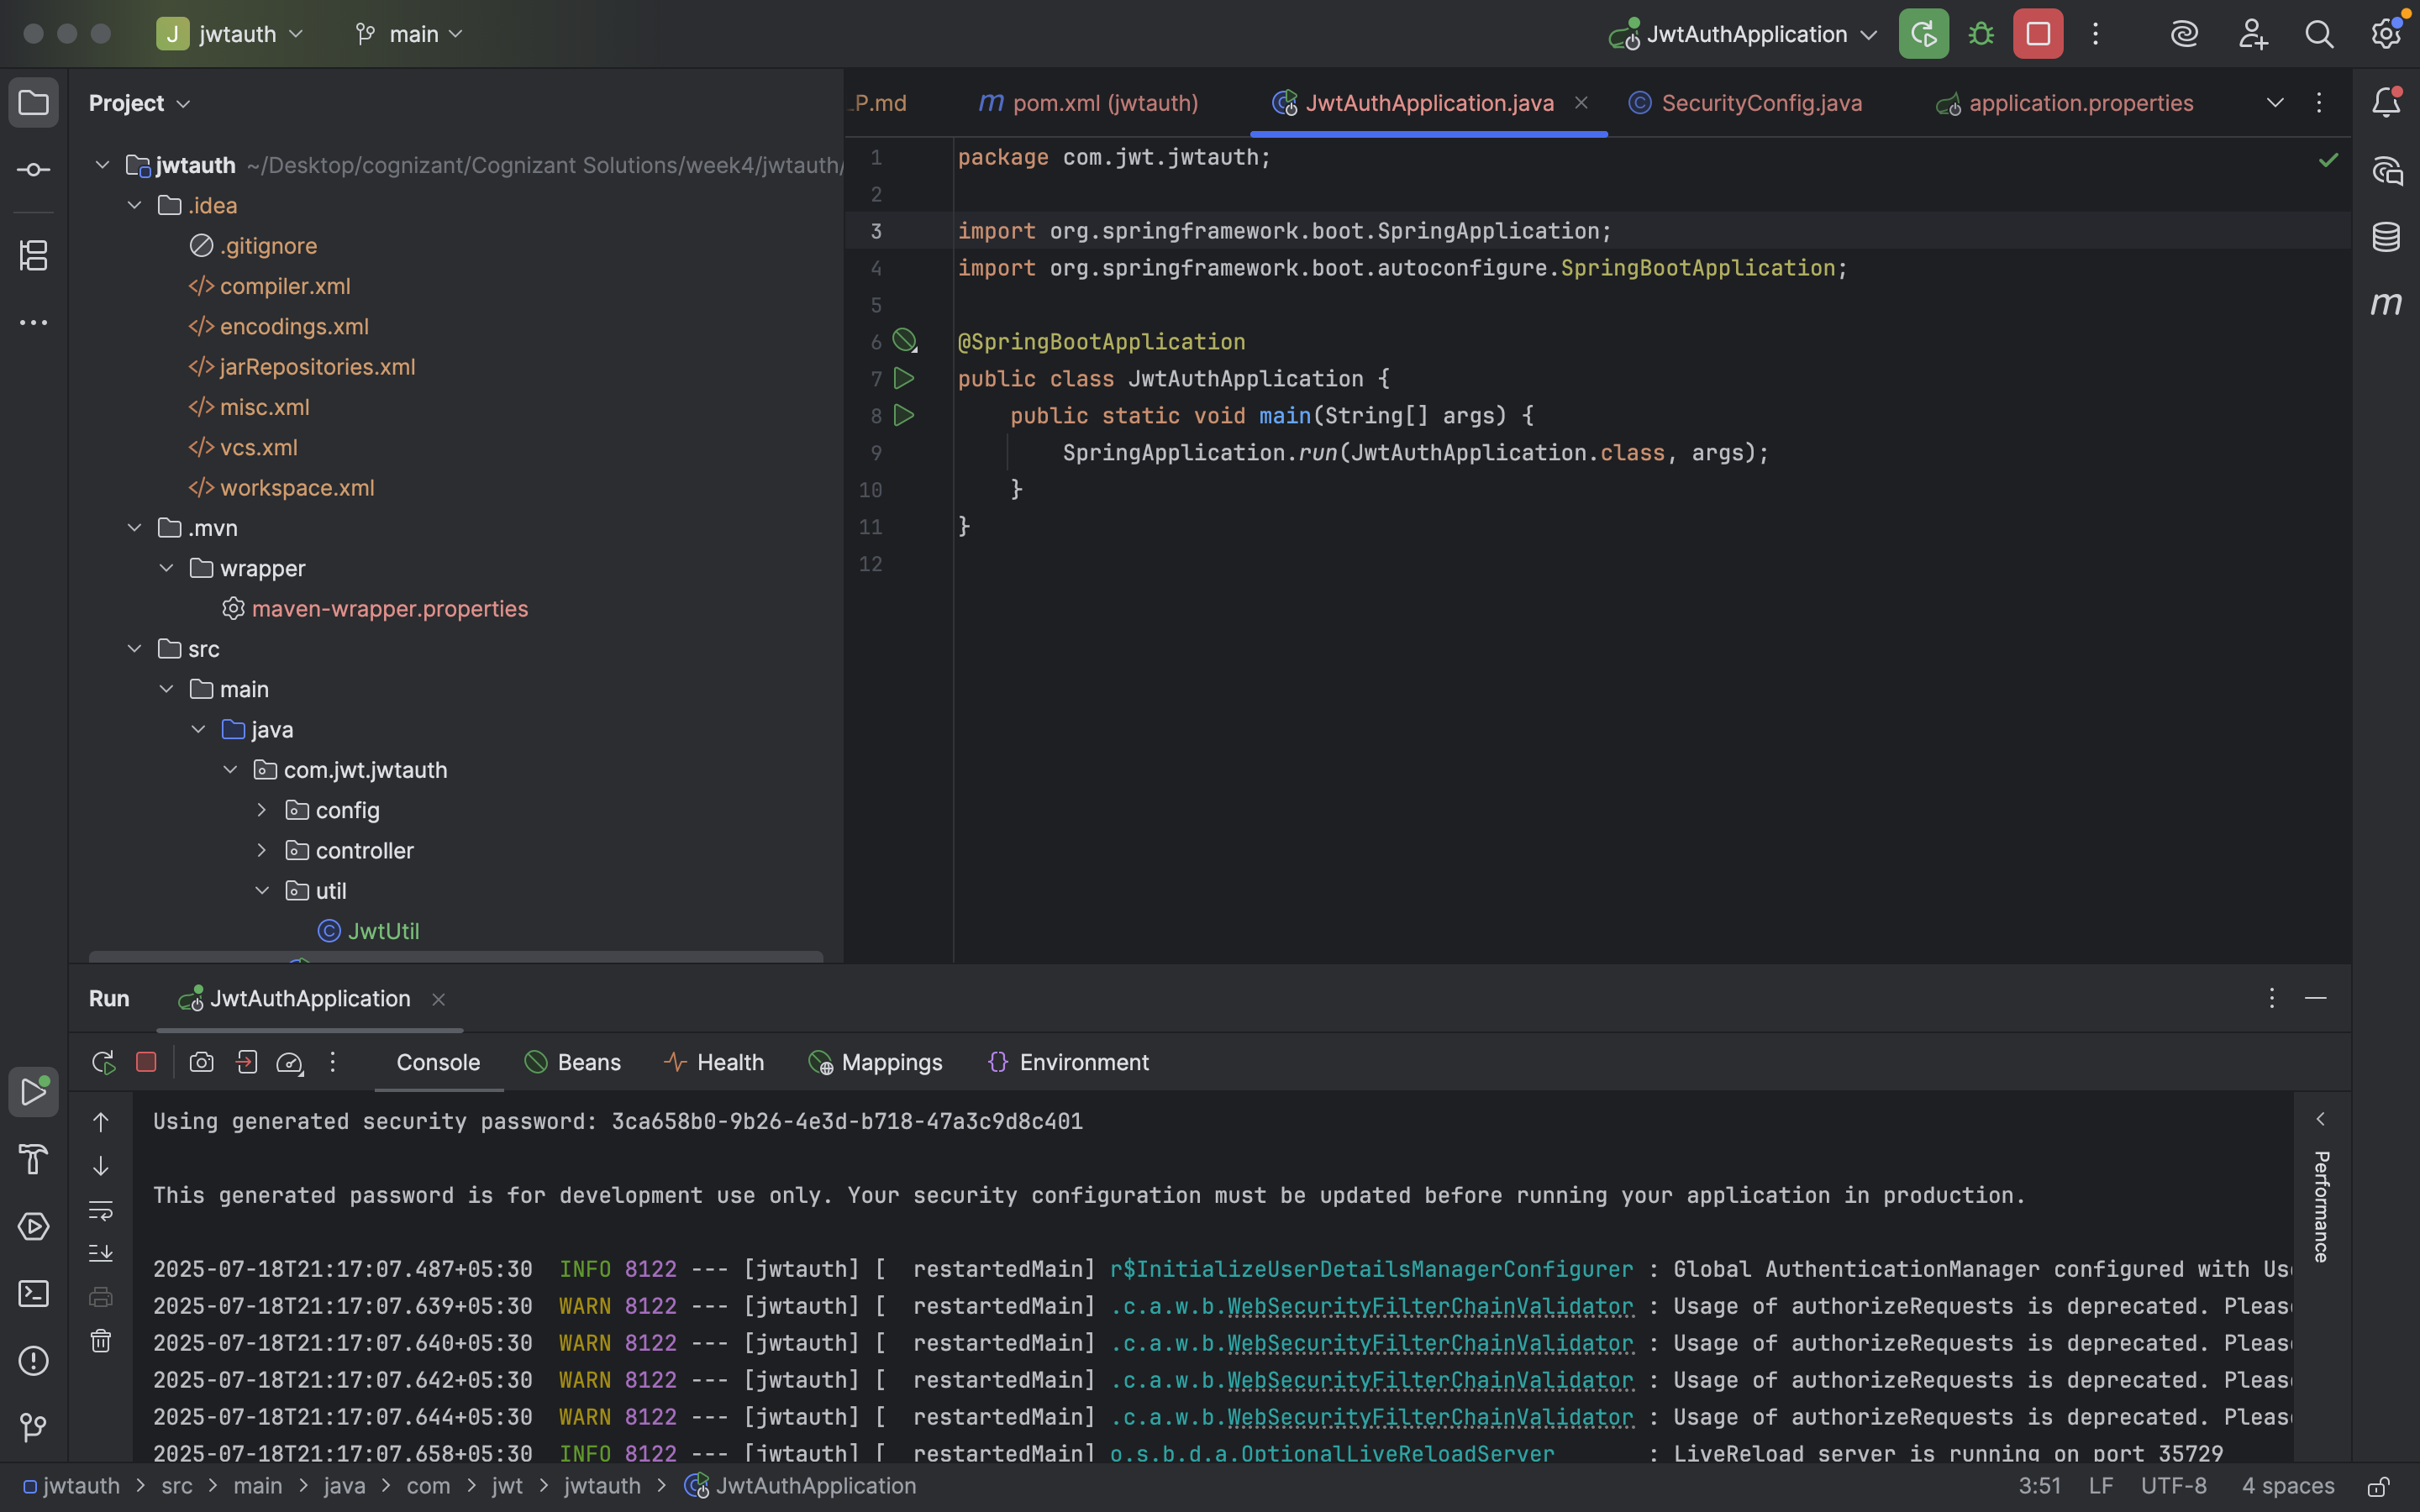 J jwtauth main JwtAuthApplication
Project
P.md pom.xml (jwtauth) JwtAuthApplication.java SecurityConfig.java application.properties
jwtauth ~/Desktop/cognizant/Cognizant Solutions/week4/jwtauth/
.idea
.gitignore
compiler.xml
encodings.xml
jarRepositories.xml
misc.xml
vcs.xml
workspace.xml
.mvn
wrapper
maven-wrapper.properties
src
main
java
com.jwt.jwtauth
config
controller
util
JwtUtil
1 package com.jwt.jwtauth;
2
3 import org.springframework.boot.SpringApplication;
4 import org.springframework.boot.autoconfigure.SpringBootApplication;
5
6 @SpringBootApplication
7 public class JwtAuthApplication {
8 public static void main(String[] args) {
9 SpringApplication.run(JwtAuthApplication.class, args);
10 }
11 }
12
Run JwtAuthApplication
Console Beans Health Mappings Environment
Using generated security password: 3ca658b0-9b26-4e3d-b718-47a3c9d8c401
This generated password is for development use only. Your security configuration must be updated before running your application in production.
2025-07-18T21:17:07.487+05:30 INFO 8122 --- [jwtauth] [ restartedMain] r$InitializeUserDetailsManagerConfigurer : Global AuthenticationManager configured with Us
2025-07-18T21:17:07.639+05:30 WARN 8122 --- [jwtauth] [ restartedMain] .c.a.w.b.WebSecurityFilterChainValidator : Usage of authorizeRequests is deprecated. Pleas
2025-07-18T21:17:07.640+05:30 WARN 8122 --- [jwtauth] [ restartedMain] .c.a.w.b.WebSecurityFilterChainValidator : Usage of authorizeRequests is deprecated. Pleas
2025-07-18T21:17:07.642+05:30 WARN 8122 --- [jwtauth] [ restartedMain] .c.a.w.b.WebSecurityFilterChainValidator : Usage of authorizeRequests is deprecated. Pleas
2025-07-18T21:17:07.644+05:30 WARN 8122 --- [jwtauth] [ restartedMain] .c.a.w.b.WebSecurityFilterChainValidator : Usage of authorizeRequests is deprecated. Pleas
2025-07-18T21:17:07.658+05:30 INFO 8122 --- [jwtauth] [ restartedMain] o.s.b.d.a.OptionalLiveReloadServer : LiveReload server is running on port 35729
Performance
jwtauth > src > main > java > com > jwt > jwtauth > JwtAuthApplication 3:51 LF UTF-8 4 spaces